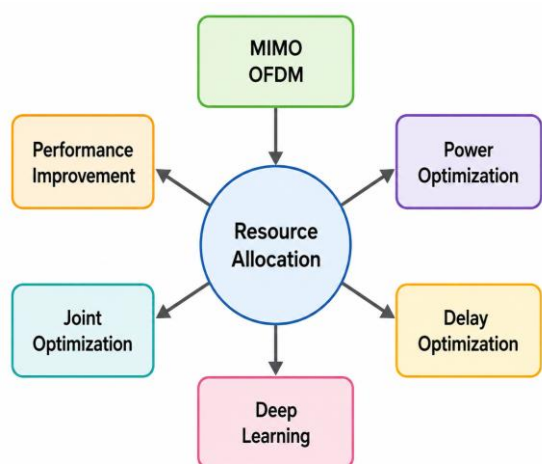 MIMO
OFDM
Performance
Improvement
Power
Optimization
Resource
Allocation
Joint
Optimization
Delay
Optimization
Deep
Learning